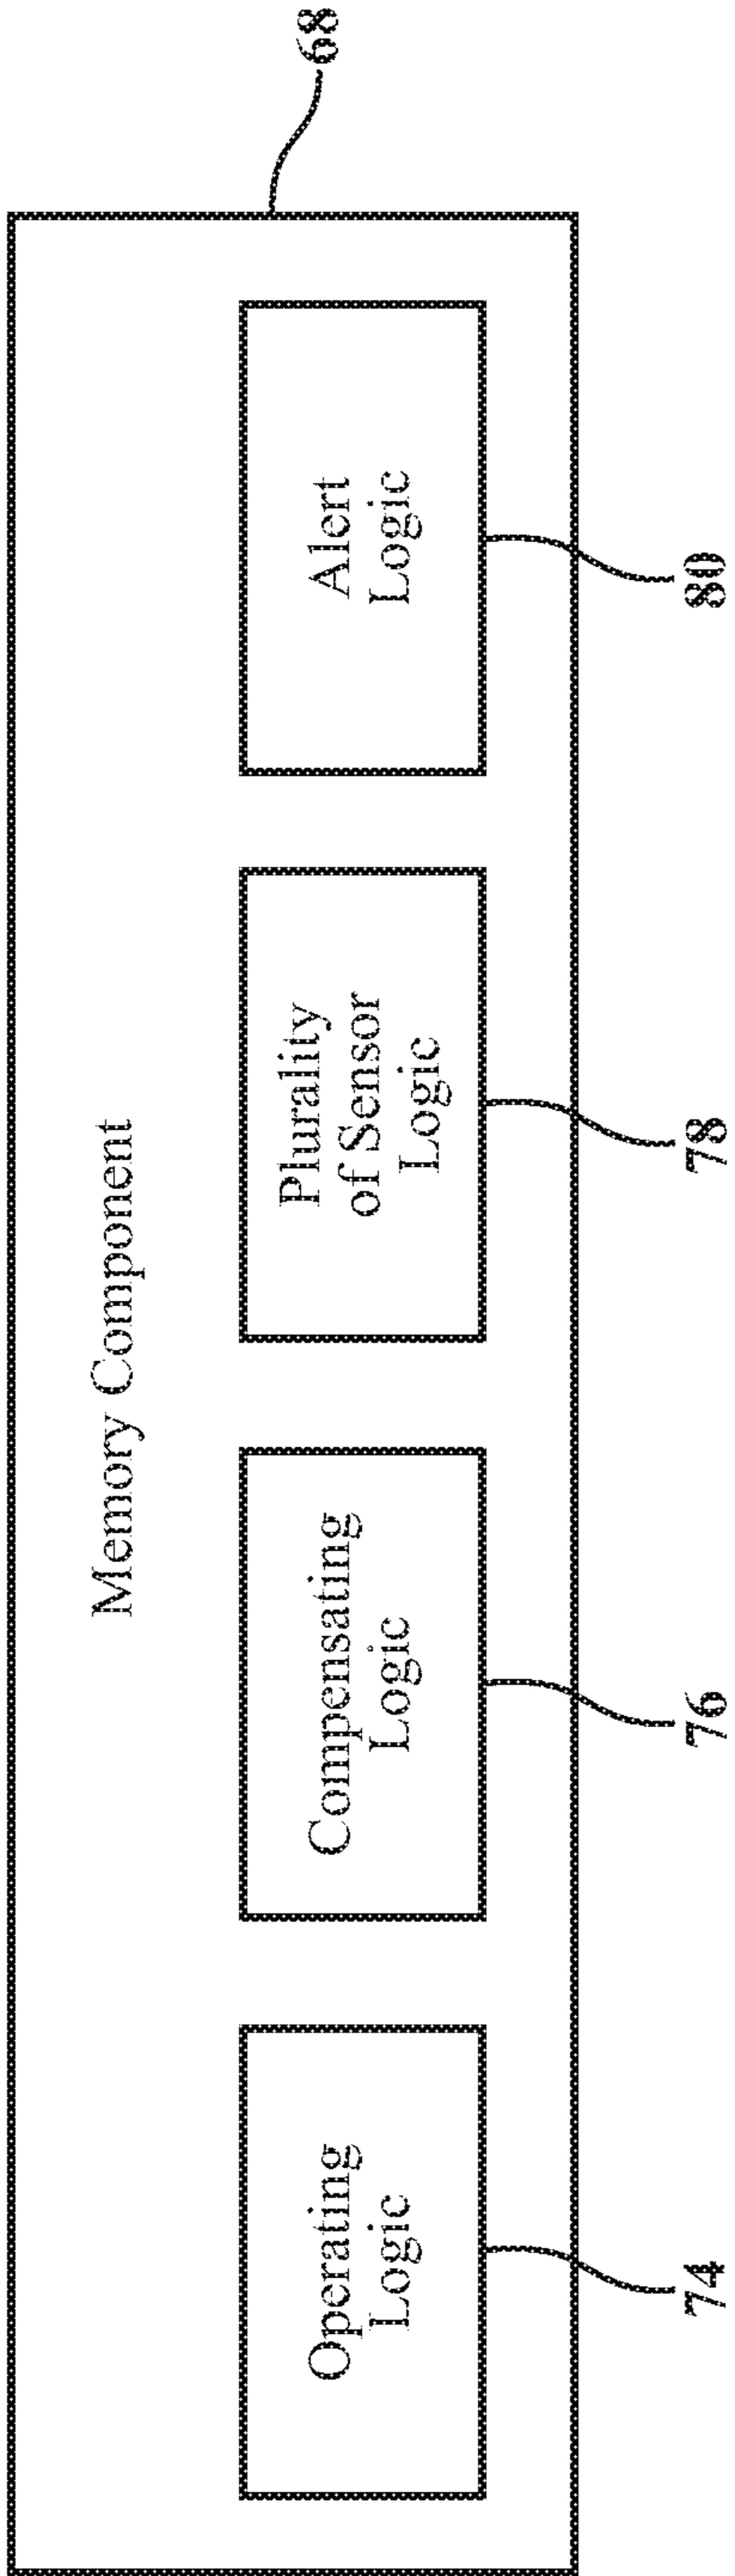 Memory Component
68
Operating
Logic
74
Compensating
Logic
76
Plurality
of Sensor
Logic
78
Alert
Logic
80